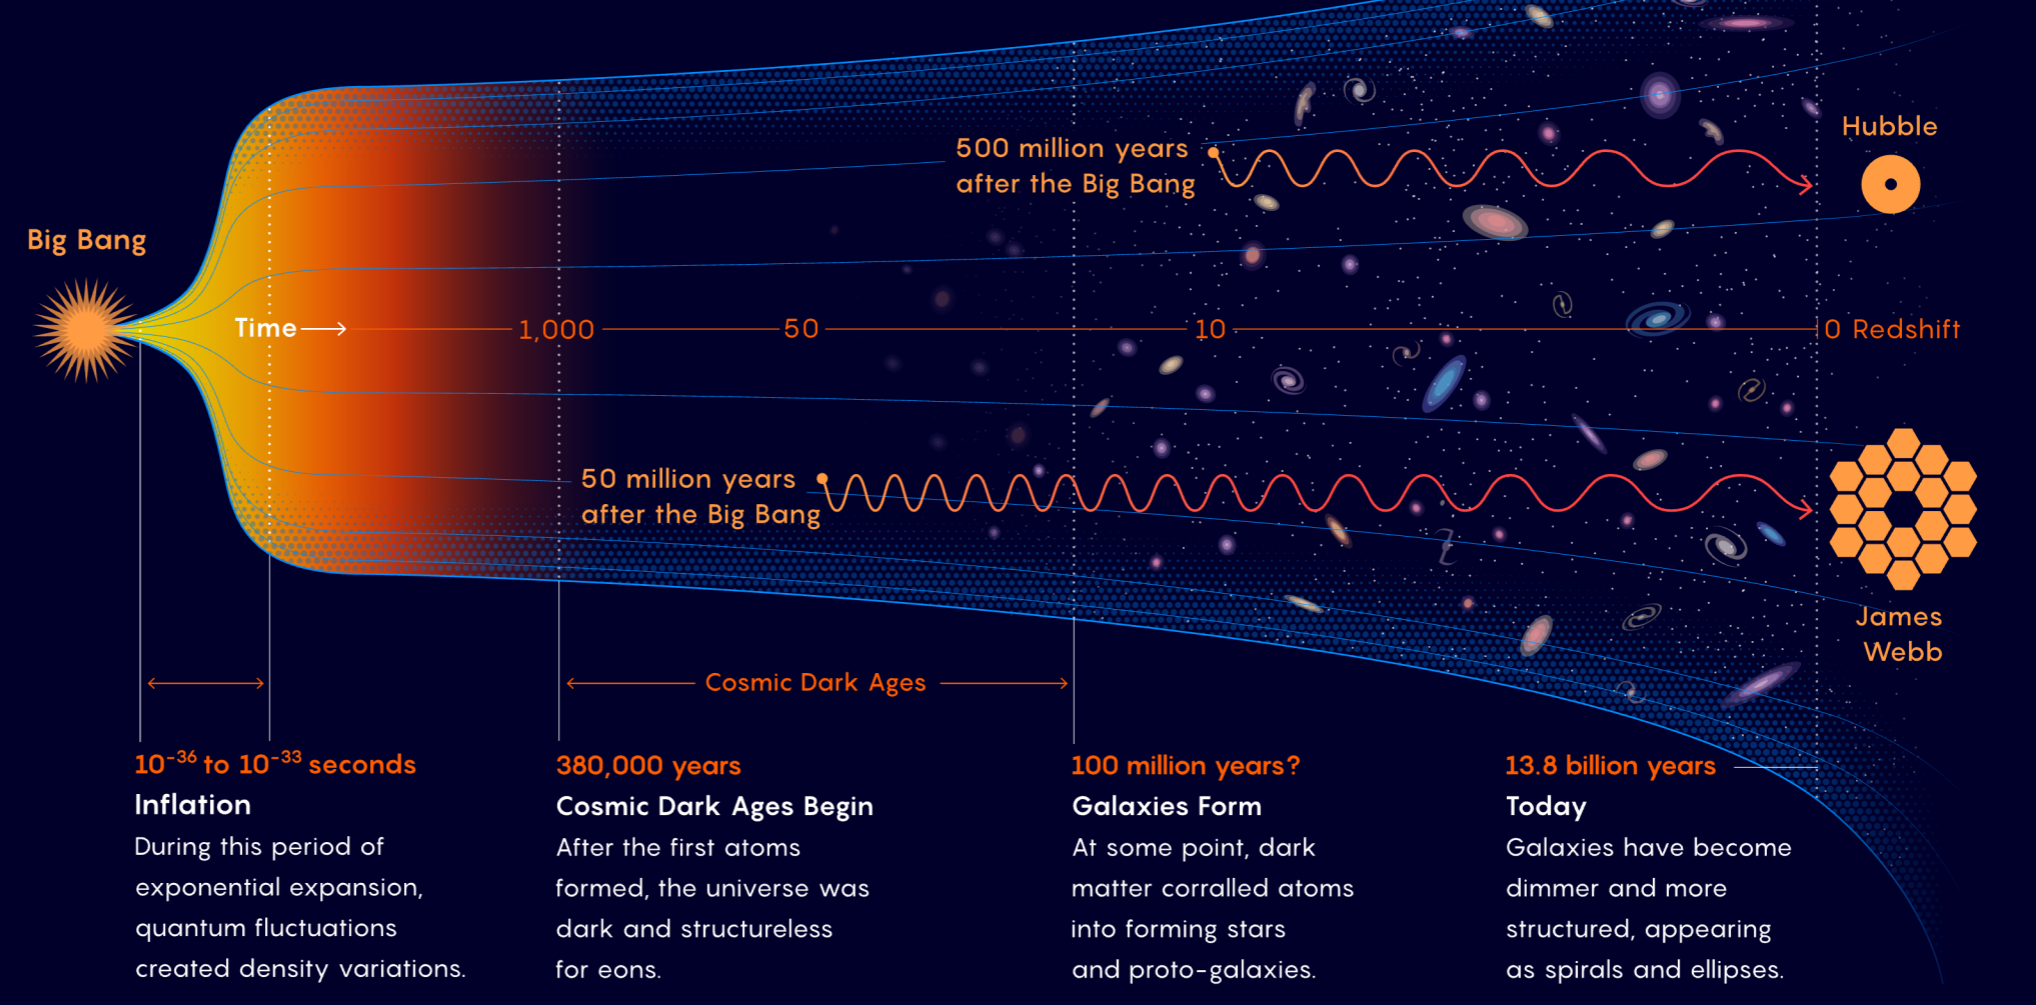 Hubble
500 million years
after the Big Bang
Big Bang
Time
1,000
50
10
0 Redshift
50 million years
after the Big Bang
James
Webb
Cosmic Dark Ages
10⁻³⁶ to 10⁻³³ seconds
Inflation
During this period of
exponential expansion,
quantum fluctuations
created density variations.
380,000 years
Cosmic Dark Ages Begin
After the first atoms
formed, the universe was
dark and structureless
for eons.
100 million years?
Galaxies Form
At some point, dark
matter corralled atoms
into forming stars
and proto-galaxies.
13.8 billion years
Today
Galaxies have become
dimmer and more
structured, appearing
as spirals and ellipses.